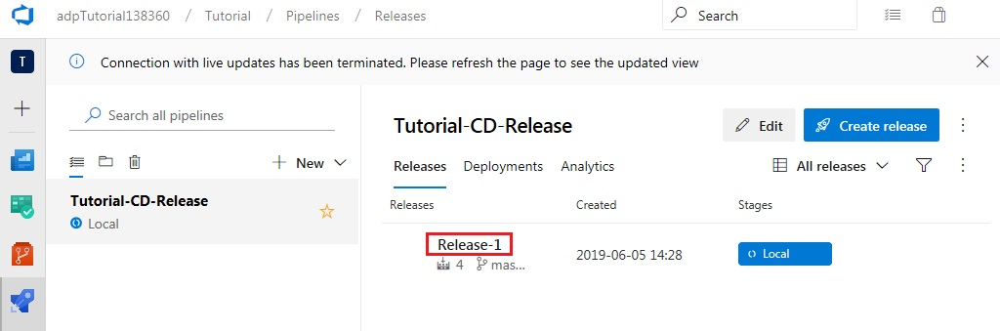 adpTutorial138360 / Tutorial / Pipelines / Releases
Search
T
Connection with live updates has been terminated. Please refresh the page to see the updated view
Search all pipelines
New
Tutorial-CD-Release
Local
Tutorial-CD-Release
Edit
Create release
Releases Deployments Analytics
All releases
Releases Created Stages
Release-1
4 mas...
2019-06-05 14:28
Local